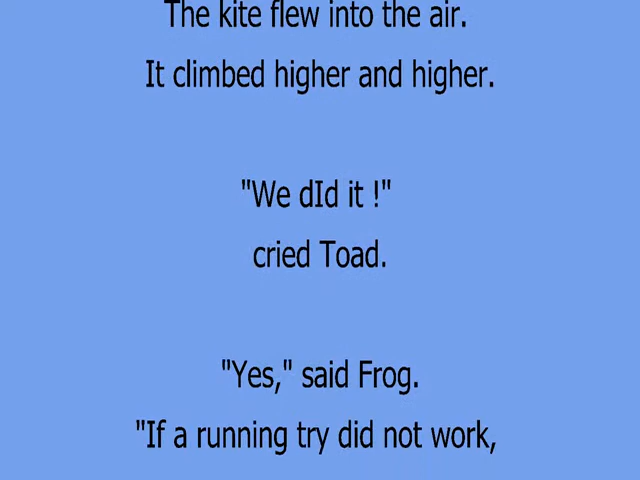 The kite flew into the air.
It climbed higher and higher.
"We dId it !"
cried Toad.
"Yes," said Frog.
"If a running try did not work,